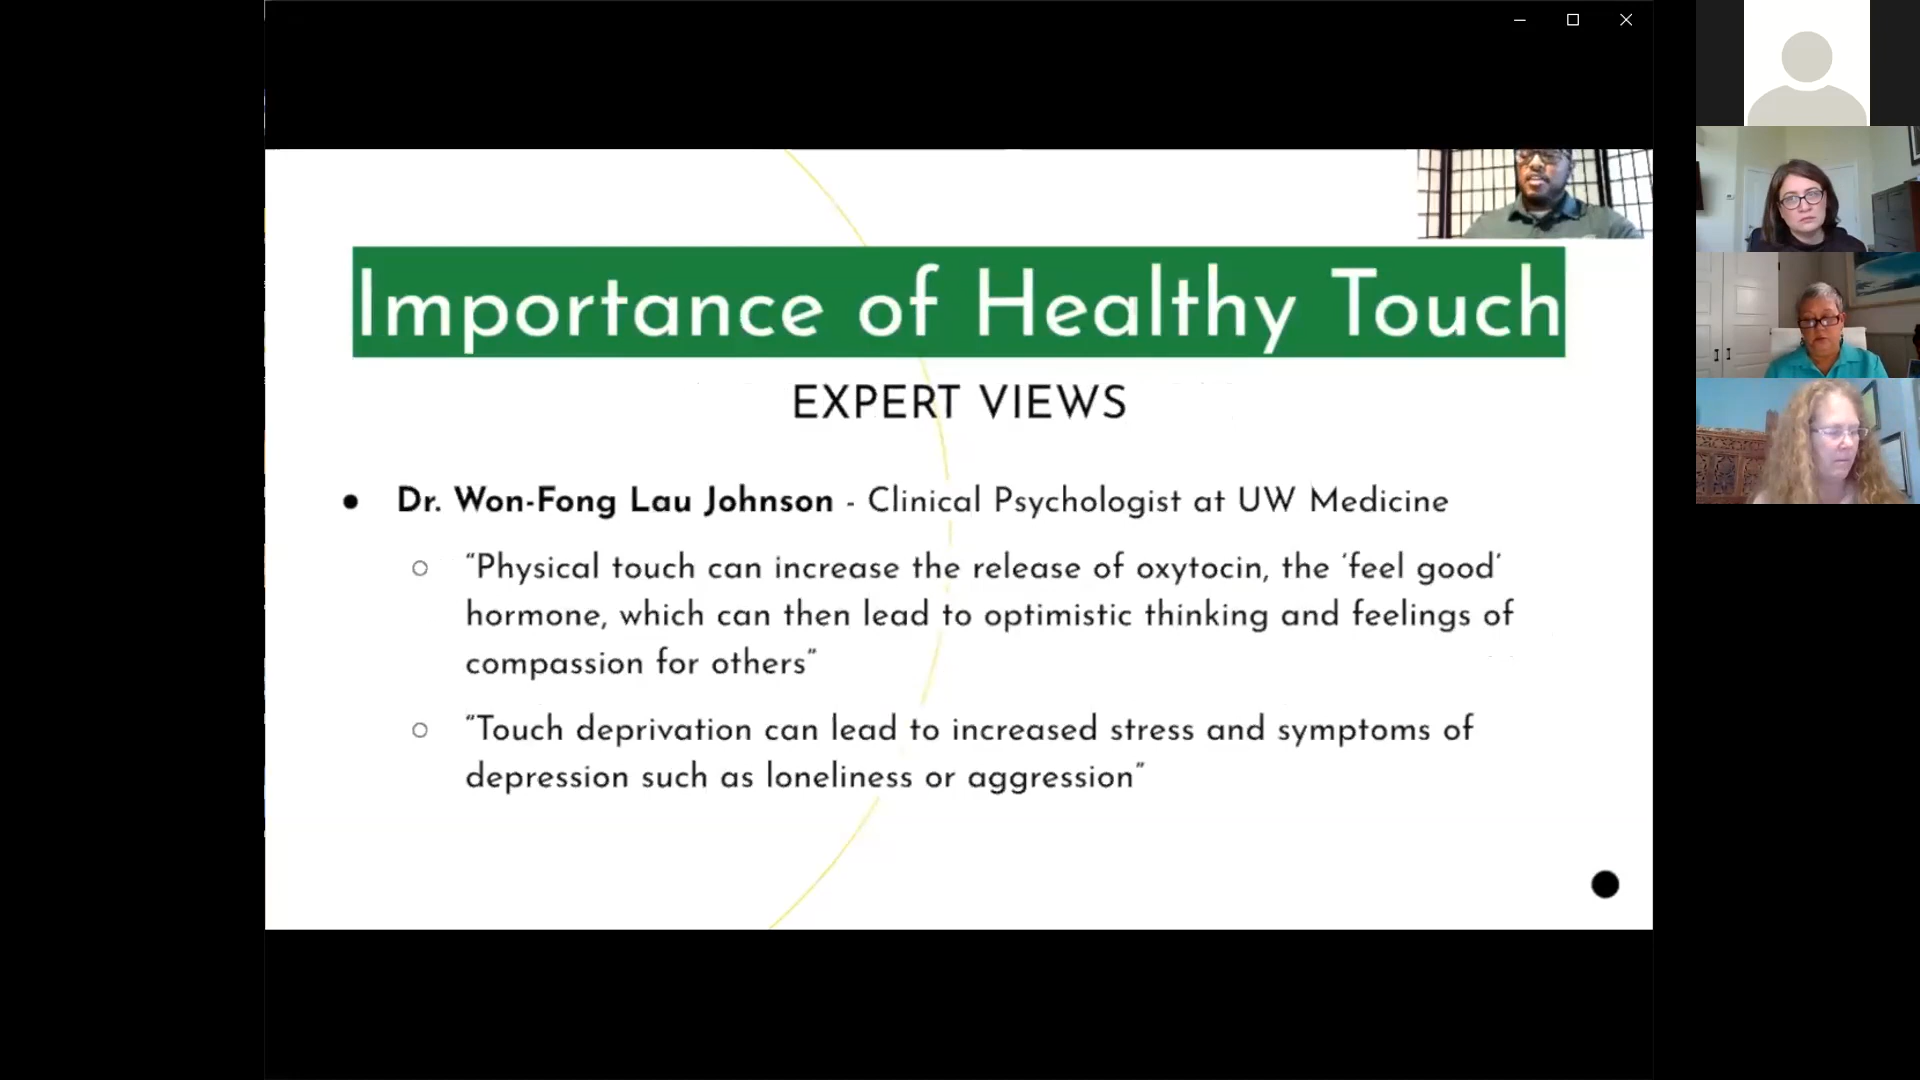 Importance of Healthy Touch
EXPERT VIEWS
● Dr. Won-Fong Lau Johnson - Clinical Psychologist at UW Medicine
○ “Physical touch can increase the release of oxytocin, the ‘feel good’
hormone, which can then lead to optimistic thinking and feelings of
compassion for others”
○ “Touch deprivation can lead to increased stress and symptoms of
depression such as loneliness or aggression”